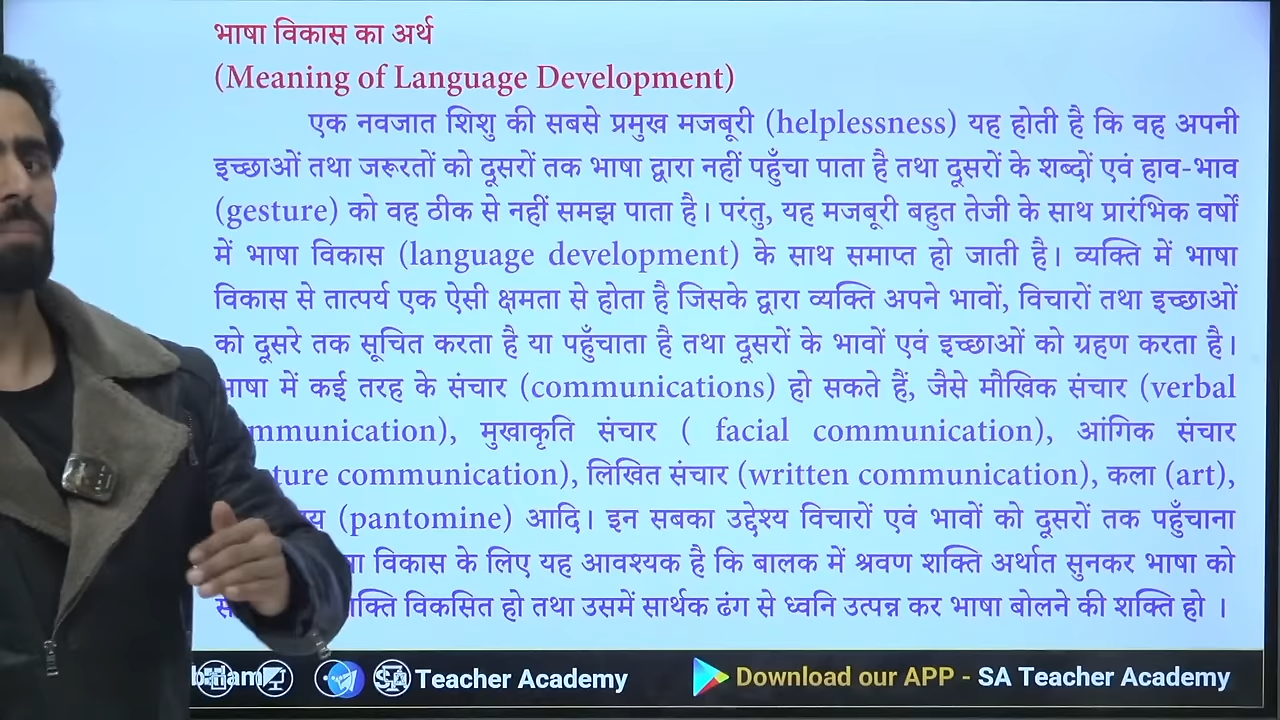 भाषा विकास का अर्थ
(Meaning of Language Development)
एक नवजात शिशु की सबसे प्रमुख मजबूरी (helplessness) यह होती है कि वह अपनी
इच्छाओं तथा जरूरतों को दूसरों तक भाषा द्वारा नहीं पहुँचा पाता है तथा दूसरों के शब्दों एवं हाव-भाव
(gesture) को वह ठीक से नहीं समझ पाता है। परंतु, यह मजबूरी बहुत तेजी के साथ प्रारंभिक वर्षों
में भाषा विकास (language development) के साथ समाप्त हो जाती है। व्यक्ति में भाषा
विकास से तात्पर्य एक ऐसी क्षमता से होता है जिसके द्वारा व्यक्ति अपने भावों, विचारों तथा इच्छाओं
को दूसरे तक सूचित करता है या पहुँचाता है तथा दूसरों के भावों एवं इच्छाओं को ग्रहण करता है।
में कई तरह के संचार (communications) हो सकते हैं, जैसे मौखिक संचार (verbal
mmunication), मुखाकृति संचार ( facial communication), आंगिक संचार
ture communication), लिखित संचार (written communication), कला (art),
(pantomine) आदि। इन सबका उद्देश्य विचारों एवं भावों को दूसरों तक पहुँचाना
विकास के लिए यह आवश्यक है कि बालक में श्रवण शक्ति अर्थात सुनकर भाषा को
विकसित हो तथा उसमें सार्थक ढंग से ध्वनि उत्पन्न कर भाषा बोलने की शक्ति हो ।
SA Teacher Academy
Download our APP - SA Teacher Academy